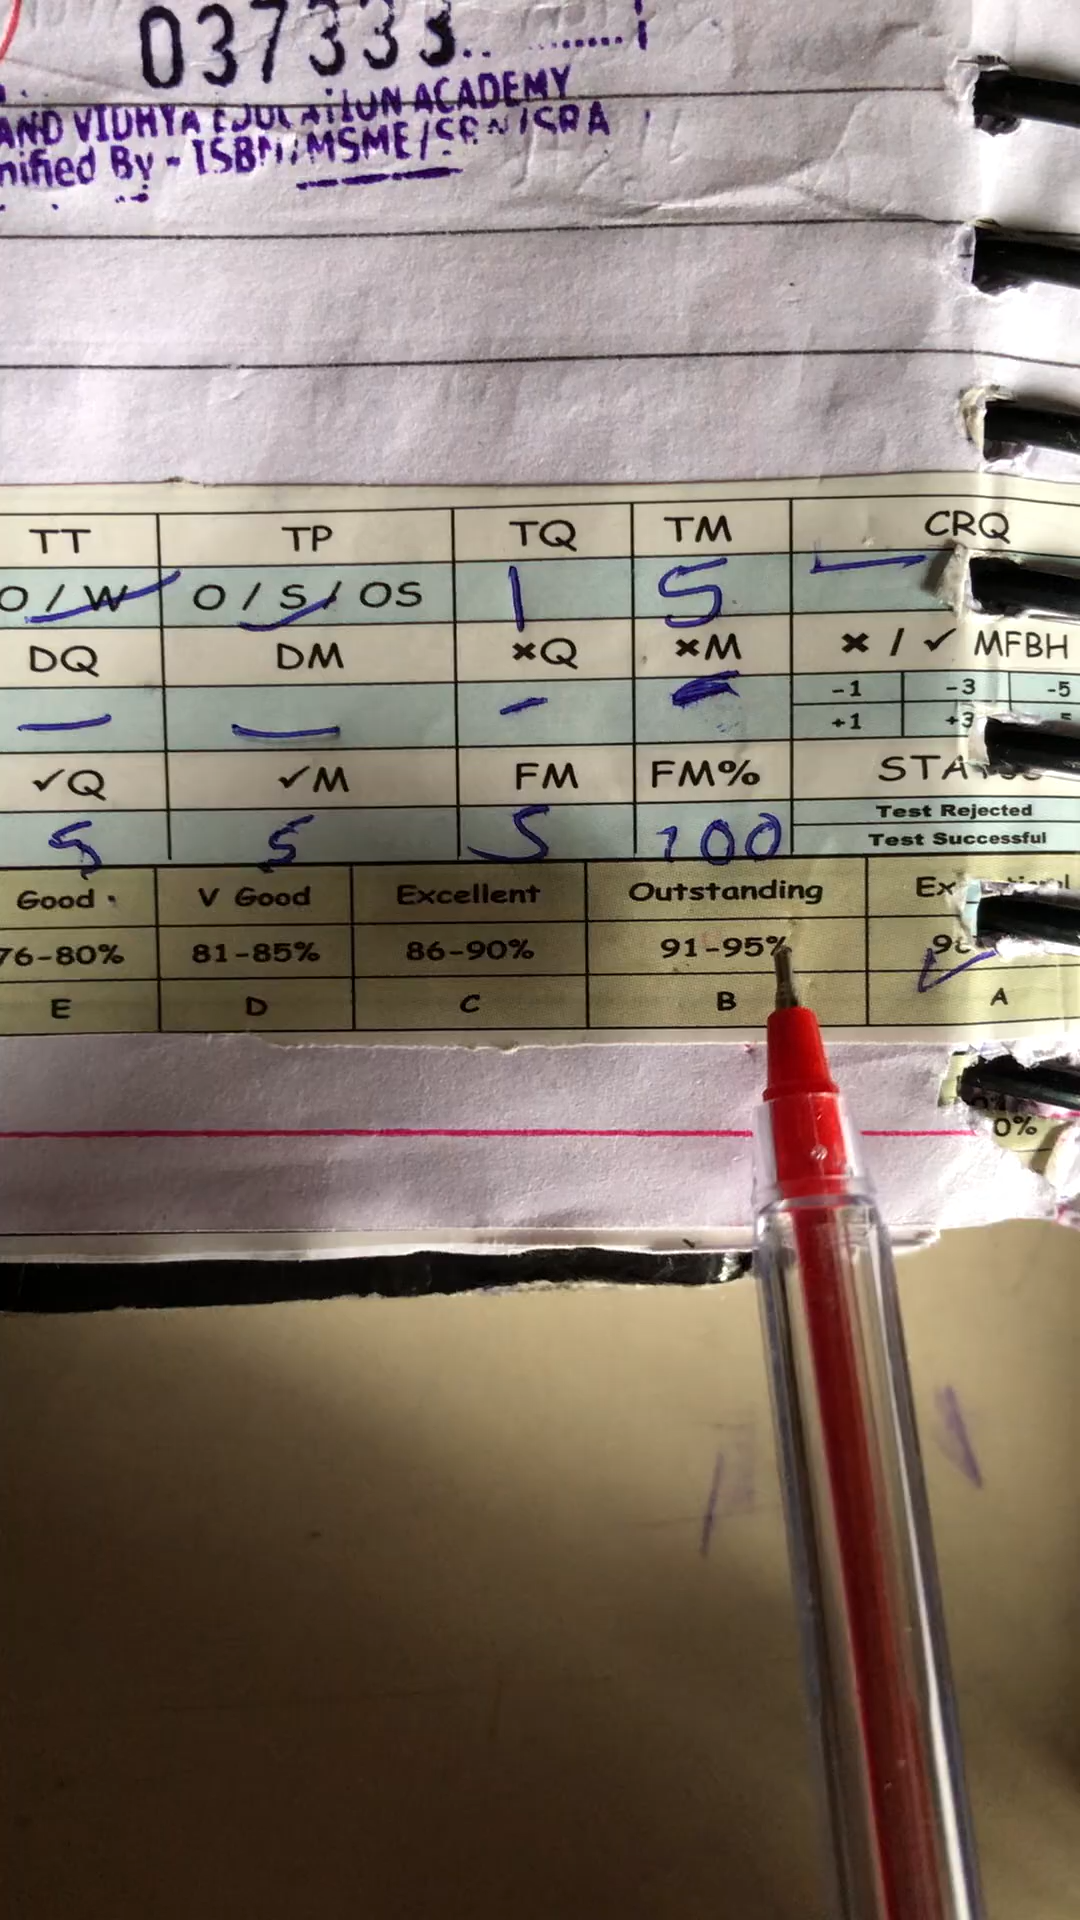 037333
AND VIDHYA EDUCATION ACADEMY
nified By - ISBN/MSME/SRN/SRA
TT TP TQ TM CRQ
O / W O / S / OS 1 5 —
DQ DM ×Q ×M × / ✓ MFBH
— — - - -1 -3 -5
+1 +3
✓Q ✓M FM FM%
5 5 5 100 Test Rejected
Test Successful
Good V Good Excellent Outstanding
76-80% 81-85% 86-90% 91-95%
E D C B A
0%